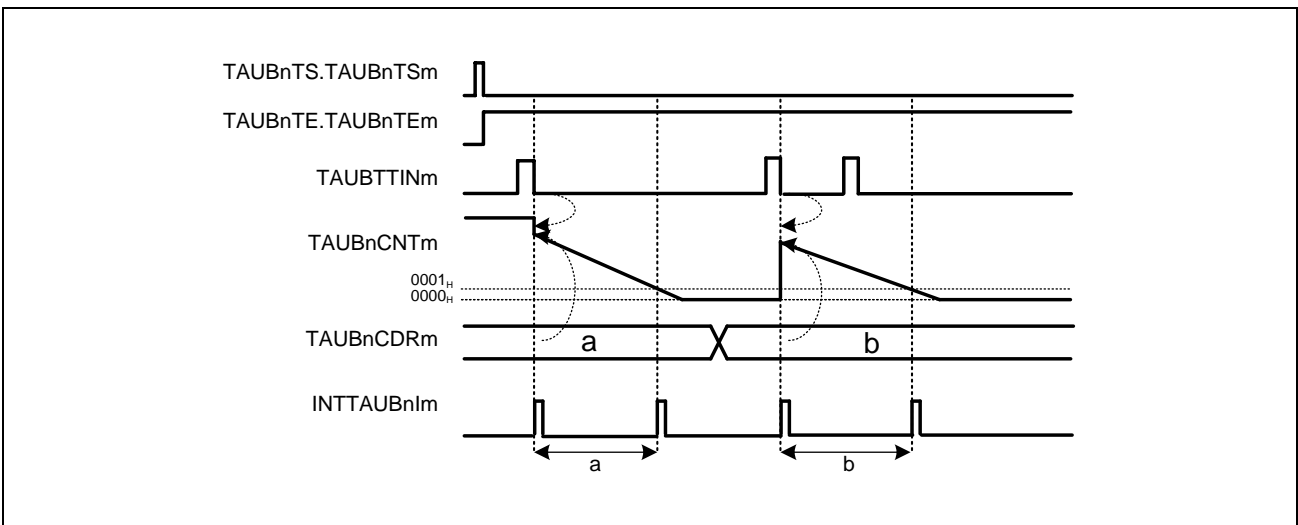 TAUBnTS.TAUBnTSm
TAUBnTE.TAUBnTEm
TAUBTTINm
TAUBnCNTm
0001H
0000H
TAUBnCDRm
a
b
INTTAUBnIm
a
b